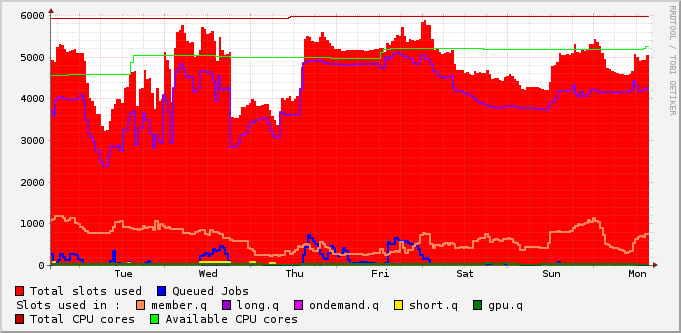 6000
5000
4000
3000
2000
1000
0
Tue Wed Thu Fri Sat Sun Mon
RRDTOOL / TOBI OETIKER
Total slots used Queued Jobs
Slots used in : member.q long.q ondemand.q short.q gpu.q
Total CPU cores Available CPU cores